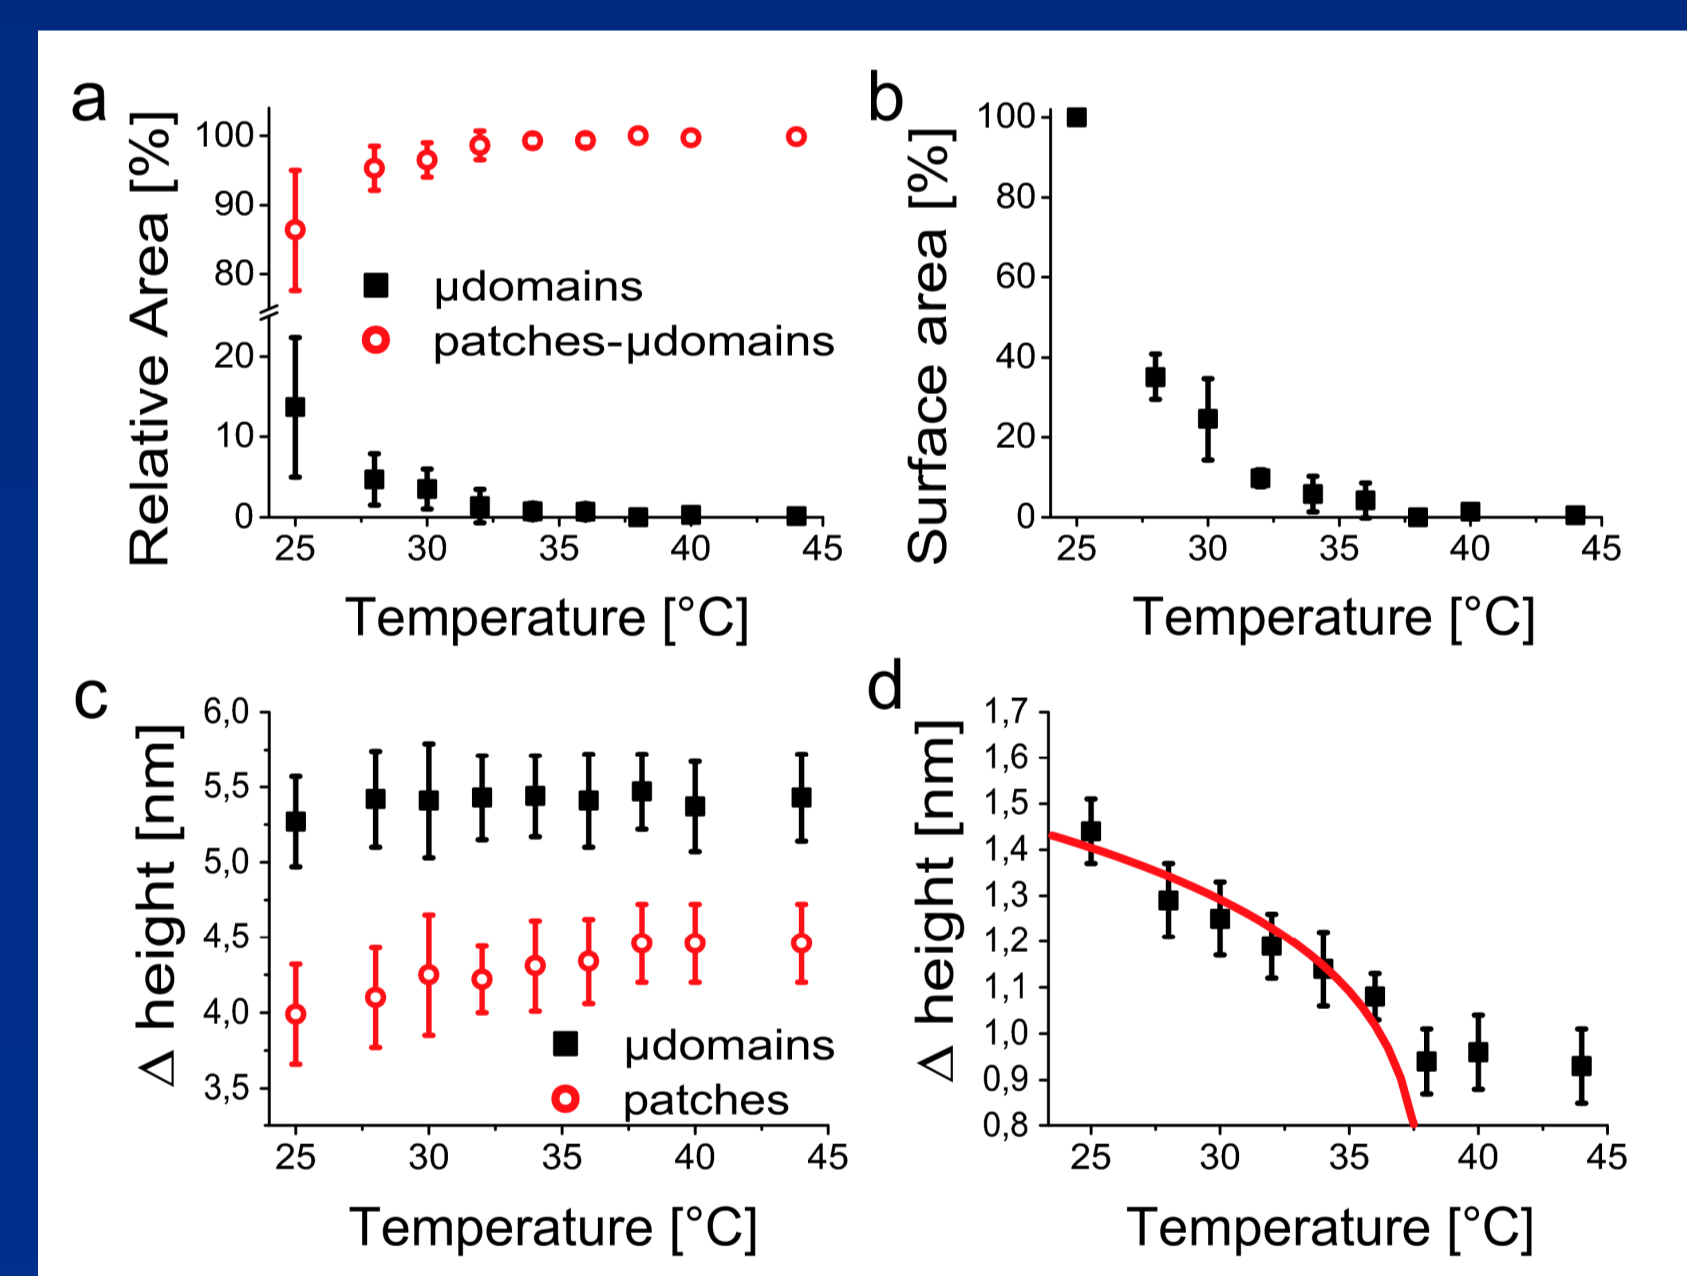 a
Relative Area [%]
100
90
80
20
10
0
µdomains
patches-µdomains
25 30 35 40 45
Temperature [°C]
b
Surface area [%]
100
80
60
40
20
0
25 30 35 40 45
Temperature [°C]
c
Δ height [nm]
6,0
5,5
5,0
4,5
4,0
3,5
µdomains
patches
25 30 35 40 45
Temperature [°C]
d
Δ height [nm]
1,7
1,6
1,5
1,4
1,3
1,2
1,1
1,0
0,9
0,8
25 30 35 40 45
Temperature [°C]